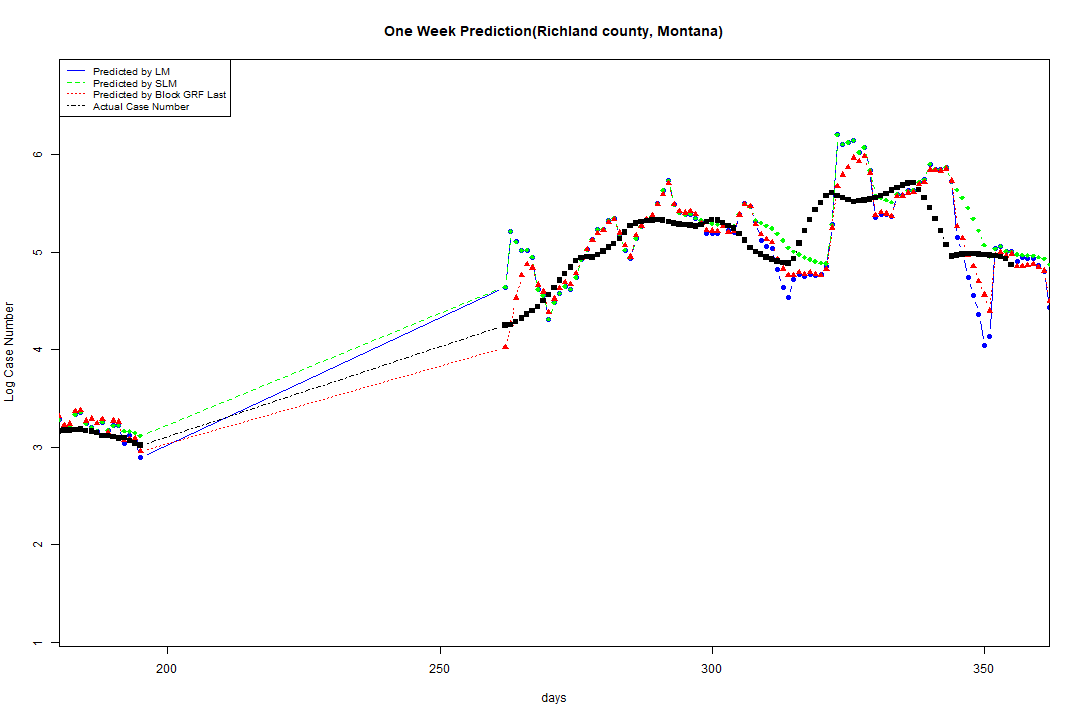 One Week Prediction(Richland county, Montana)
Predicted by LM
Predicted by SLM
Predicted by Block GRF Last
Actual Case Number
6
5
4
3
2
1
Log Case Number
200 250 300 350
days